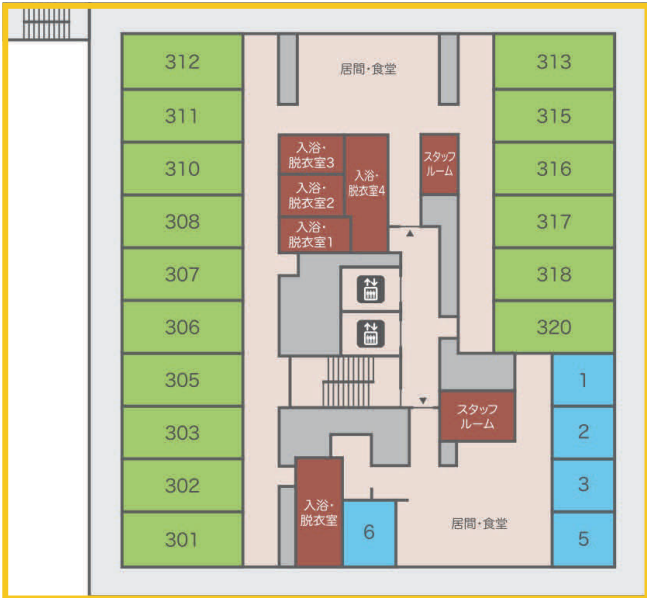 312
居間・食堂
313
311
315
入浴・
脱衣室3
入浴・
脱衣室4
スタッフ
ルーム
310
316
入浴・
脱衣室2
308
入浴・
脱衣室1
317
307
318
306
320
305
1
303
スタッフ
ルーム
2
302
3
入浴・
脱衣室
301
6
居間・食堂
5